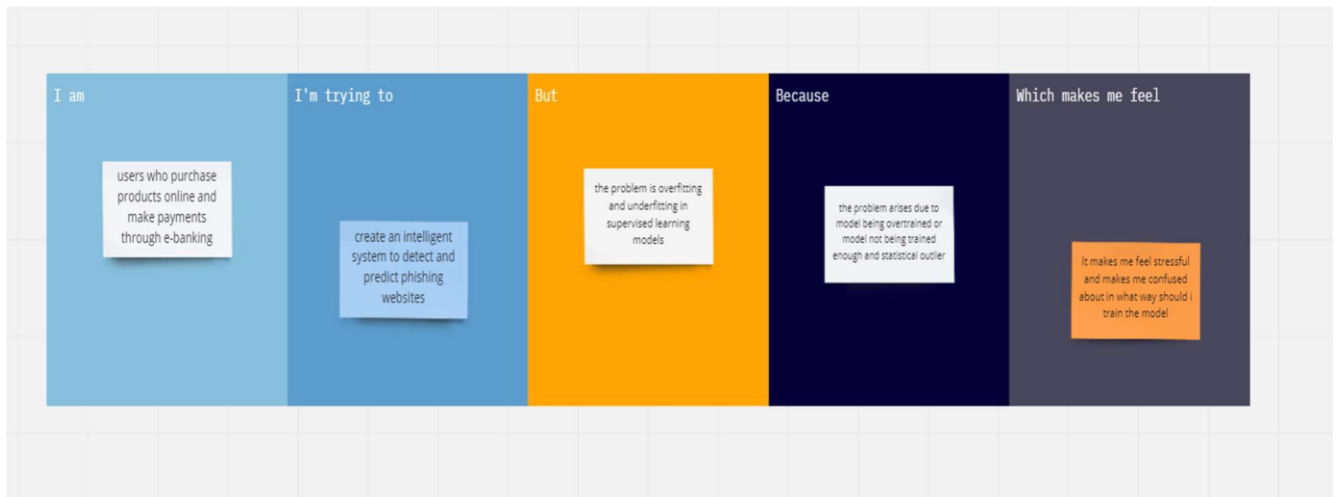 I am
users who purchase
products online and
make payments
through e-banking
I'm trying to
create an intelligent
system to detect and
predict phishing
websites
But
the problem is overfitting
and underfitting in
supervised learning
models
Because
the problem arises due to
model being overtrained or
model not being trained
enough and statistical outlier
Which makes me feel
It makes me feel stressful
and makes me confused
about in what way should i
train the model